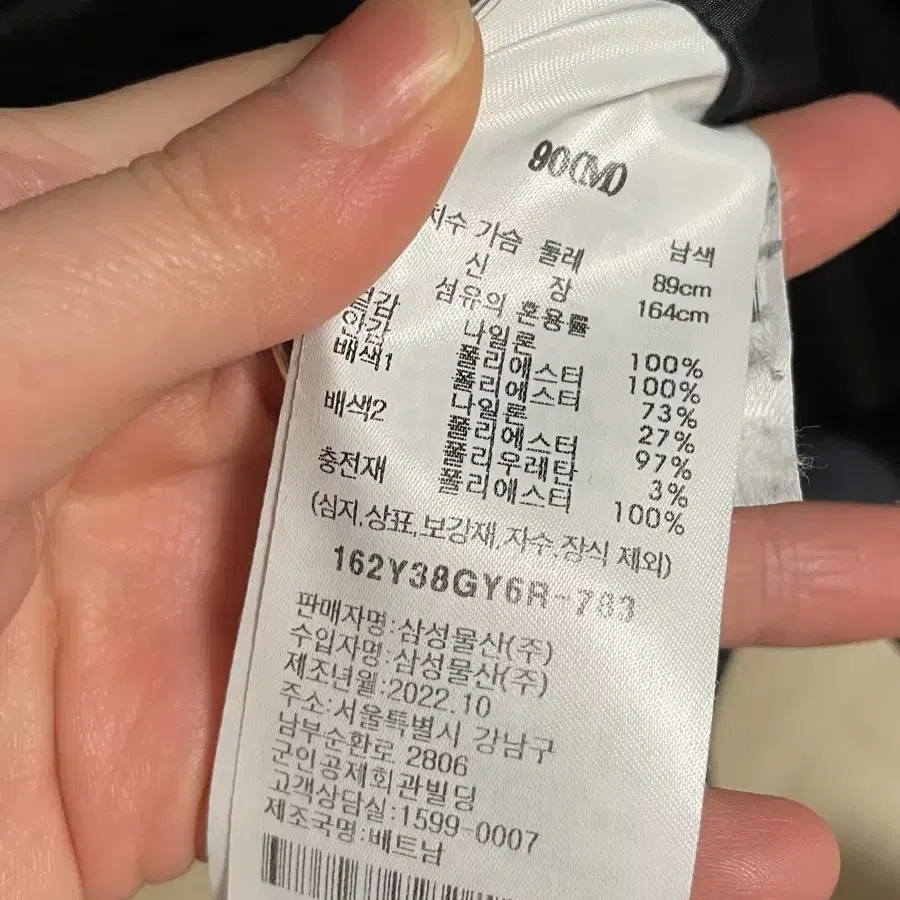 90(M)
남색
치수 가슴 둘레 89cm
신 장 164cm
섬유의 혼용률
겉감 나일론 100%
안감 폴리에스터 100%
배색1 폴리에스터 73%
나일론 27%
배색2 폴리에스터 97%
폴리우레탄 3%
충전재 폴리에스터 100%
(심지,상표,보강재,자수,장식 제외)
162Y38GY6R-783
판매자명:삼성물산(주)
수입자명:삼성물산(주)
제조년월:2022.10
주소:서울특별시 강남구
남부순환로 2806
군인공제회관빌딩
고객상담실:1599-0007
제조국명:베트남